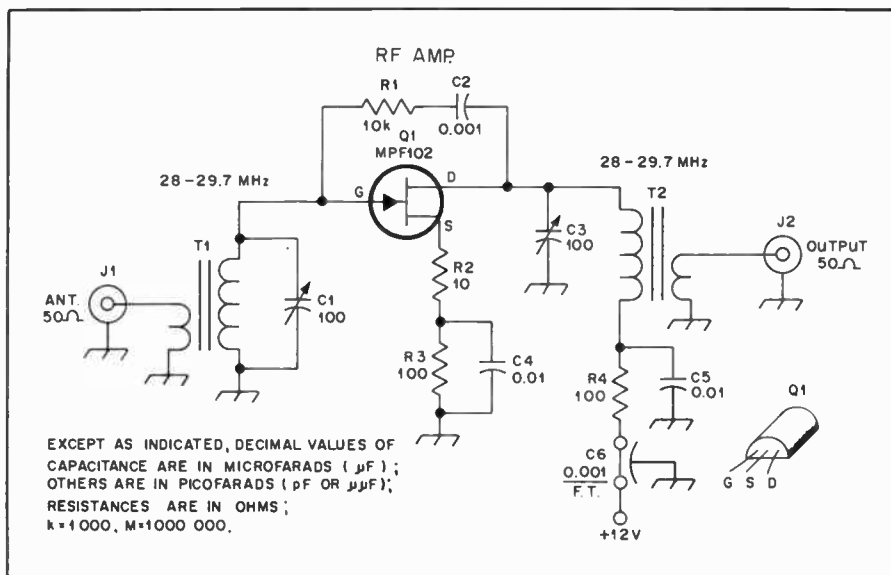 RF AMP.
R1
10k
C2
0.001
Q1
MPF102
28-29.7 MHz
28-29.7 MHz
G
D
S
T1
T2
J1
ANT.
50Ω
C1
100
C3
100
J2
OUTPUT
50Ω
R2
10
R3
100
C4
0.01
R4
100
C5
0.01
C6
0.001
F.T.
+12V
Q1
G S D
EXCEPT AS INDICATED, DECIMAL VALUES OF
CAPACITANCE ARE IN MICROFARADS (µF);
OTHERS ARE IN PICOFARADS (pF OR µµF);
RESISTANCES ARE IN OHMS;
k=1000, M=1000 000.